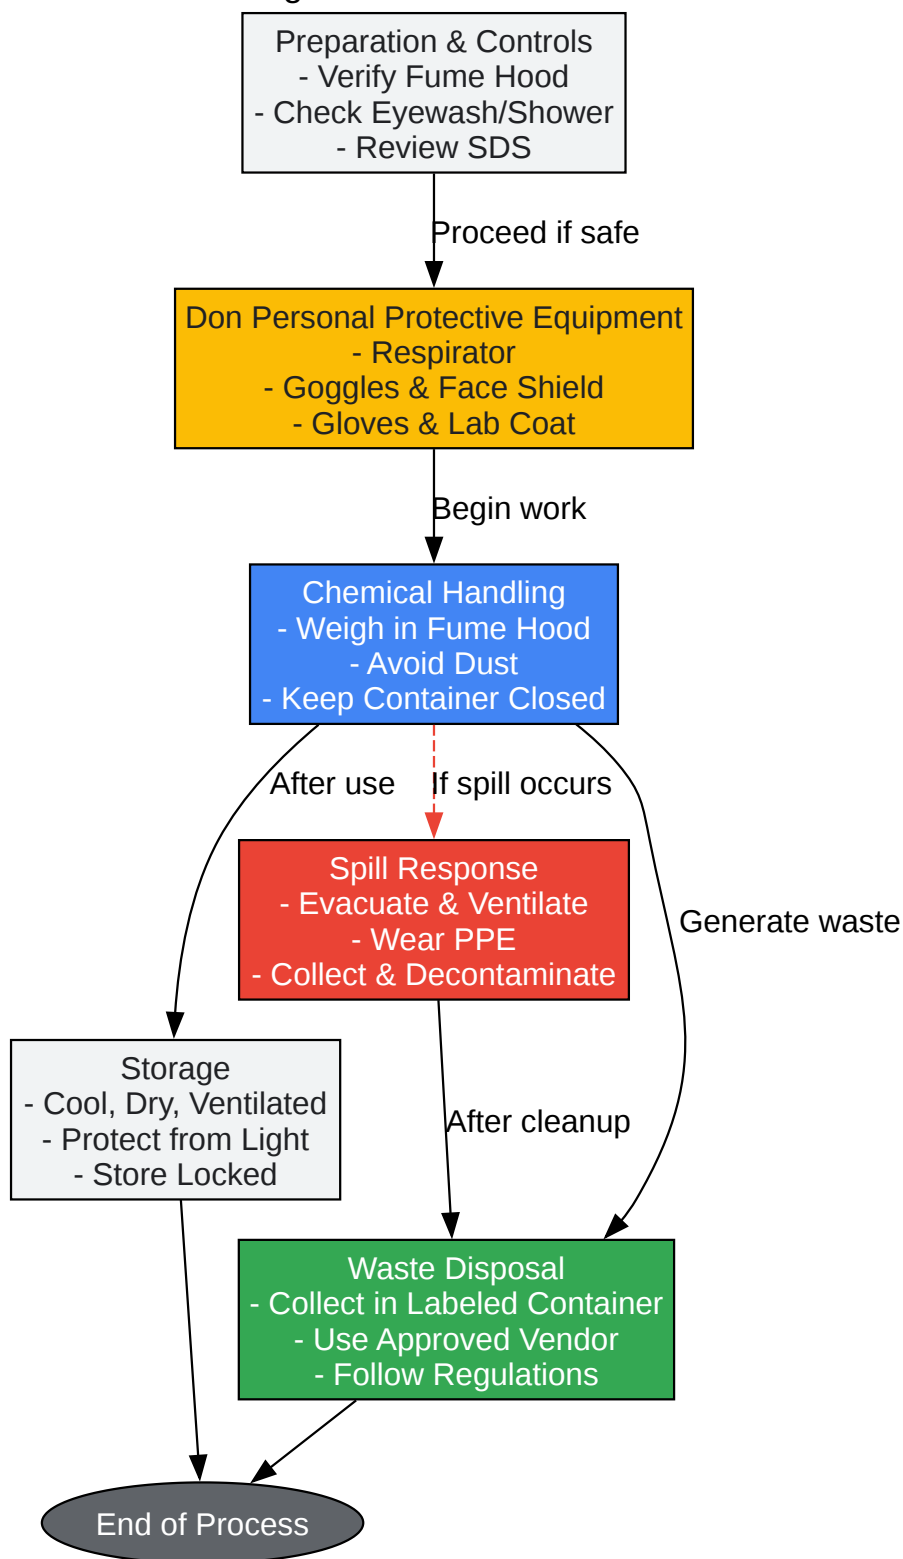 Preparation & Controls
- Verify Fume Hood
- Check Eyewash/Shower
- Review SDS
Proceed if safe
Don Personal Protective Equipment
- Respirator
- Goggles & Face Shield
- Gloves & Lab Coat
Begin work
Chemical Handling
- Weigh in Fume Hood
- Avoid Dust
- Keep Container Closed
After use
If spill occurs
Spill Response
- Evacuate & Ventilate
- Wear PPE
- Collect & Decontaminate
Generate waste
Storage
- Cool, Dry, Ventilated
- Protect from Light
- Store Locked
After cleanup
Waste Disposal
- Collect in Labeled Container
- Use Approved Vendor
- Follow Regulations
End of Process